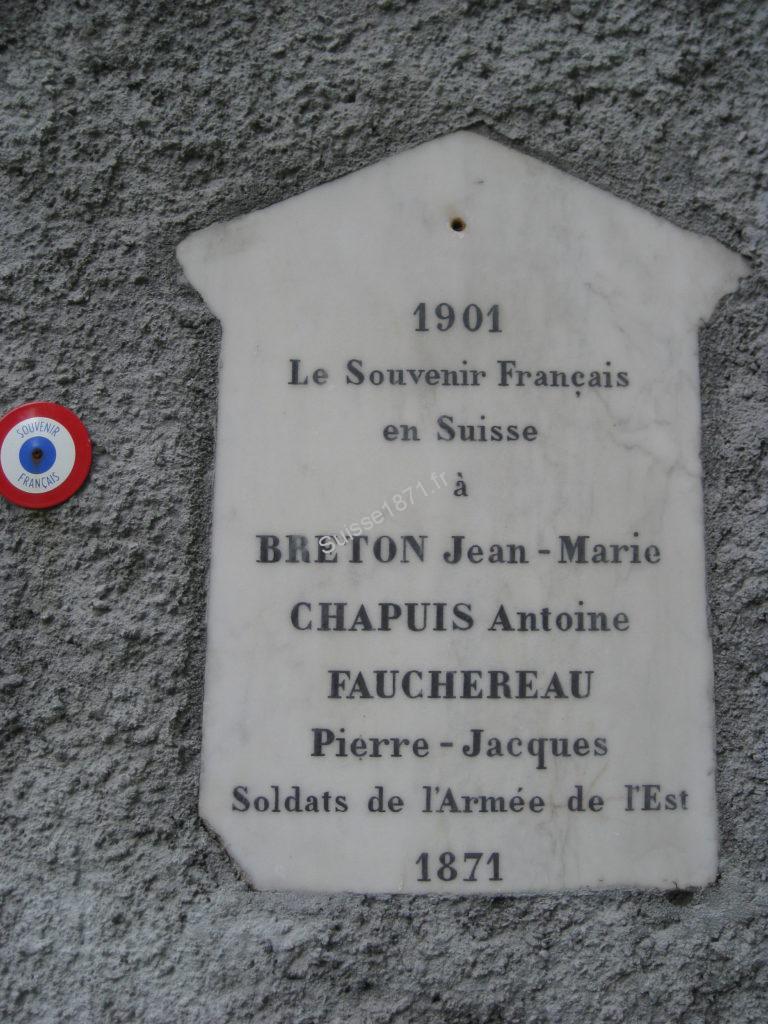 1901
Le Souvenir Français
en Suisse
à
BRETON Jean-Marie
CHAPUIS Antoine
FAUCHEREAU
Pierre-Jacques
Soldats de l'Armée de l'Est
1871
SOUVENIR
FRANÇAIS
Suisse1871.fr